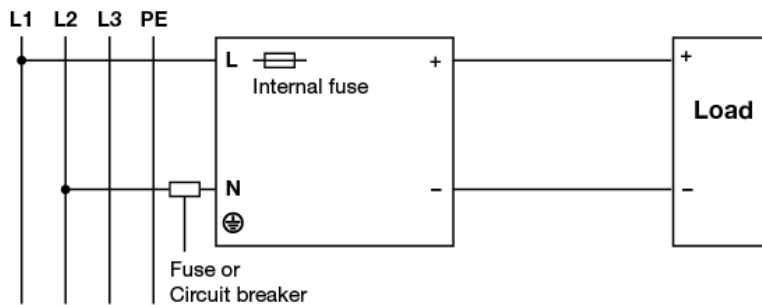 L1 L2 L3 PE
L
Internal fuse
+
+
Load
N
−
−
Fuse or
Circuit breaker